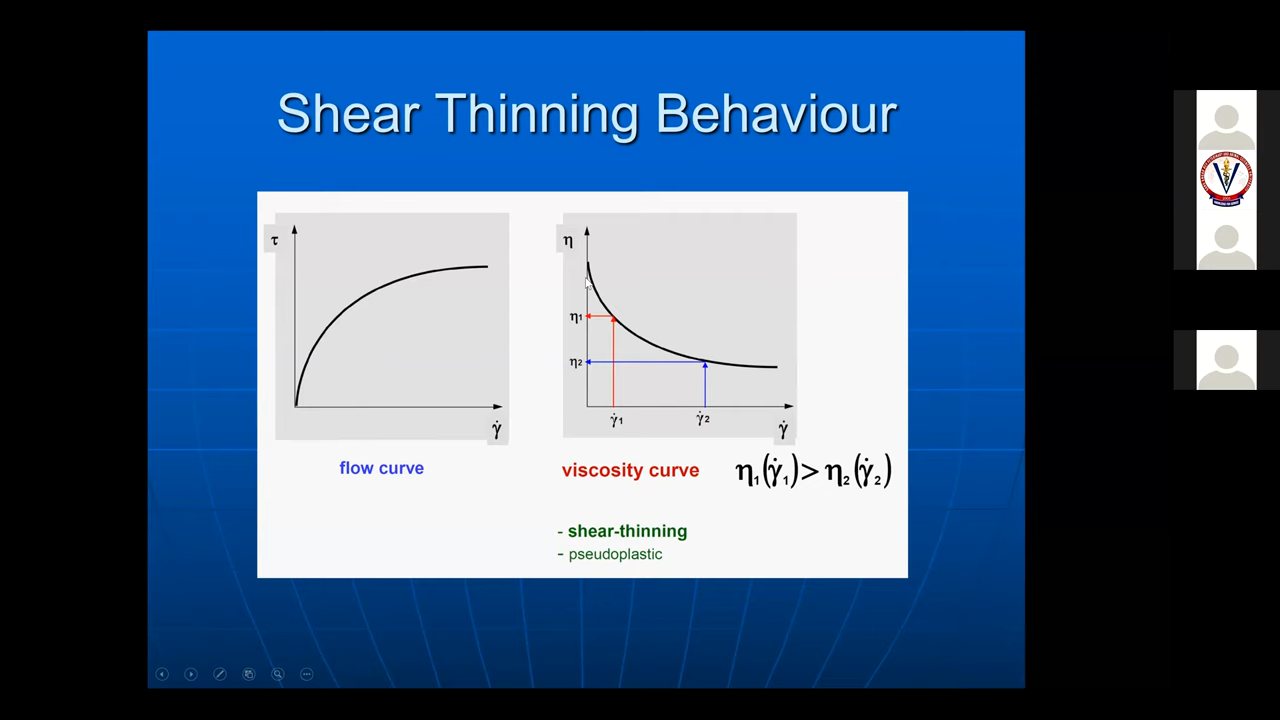 Shear Thinning Behaviour
τ
γ̇
flow curve
η
η1
η2
γ̇1
γ̇2
γ̇
viscosity curve
η₁(γ̇₁) > η₂(γ̇₂)
- shear-thinning
- pseudoplastic
V